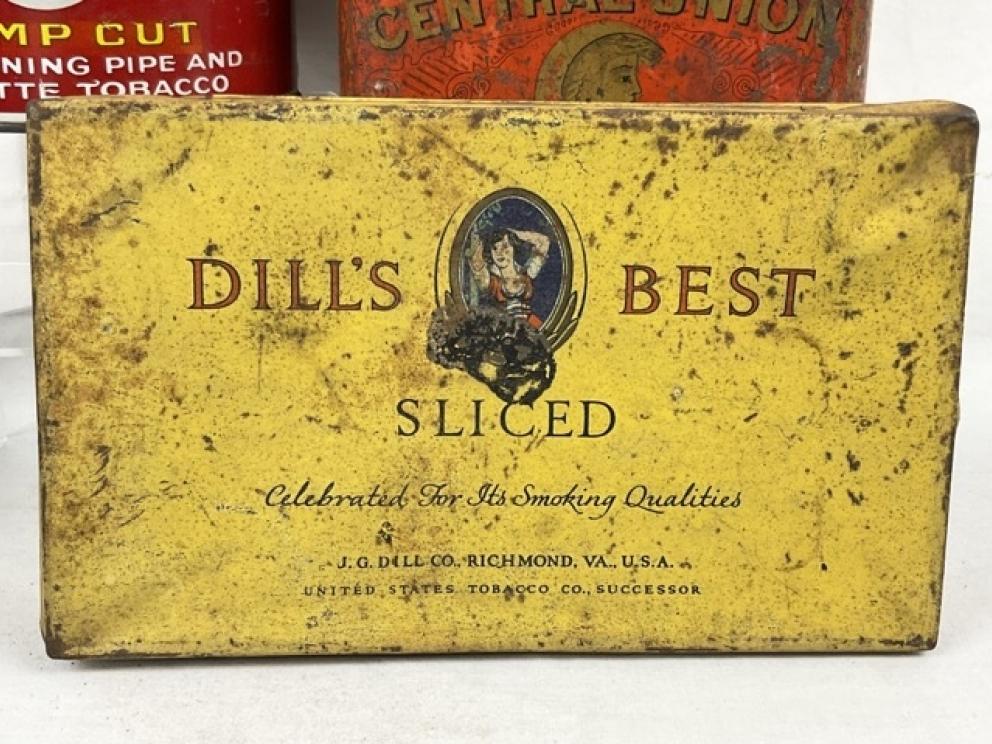 MP CUT
NING PIPE AND
TTE TOBACCO
CENTRAL UNION
DILL'S BEST
SLICED
Celebrated For Its Smoking Qualities
J. G. DILL CO., RICHMOND, VA., U.S.A.
UNITED STATES TOBACCO CO., SUCCESSOR